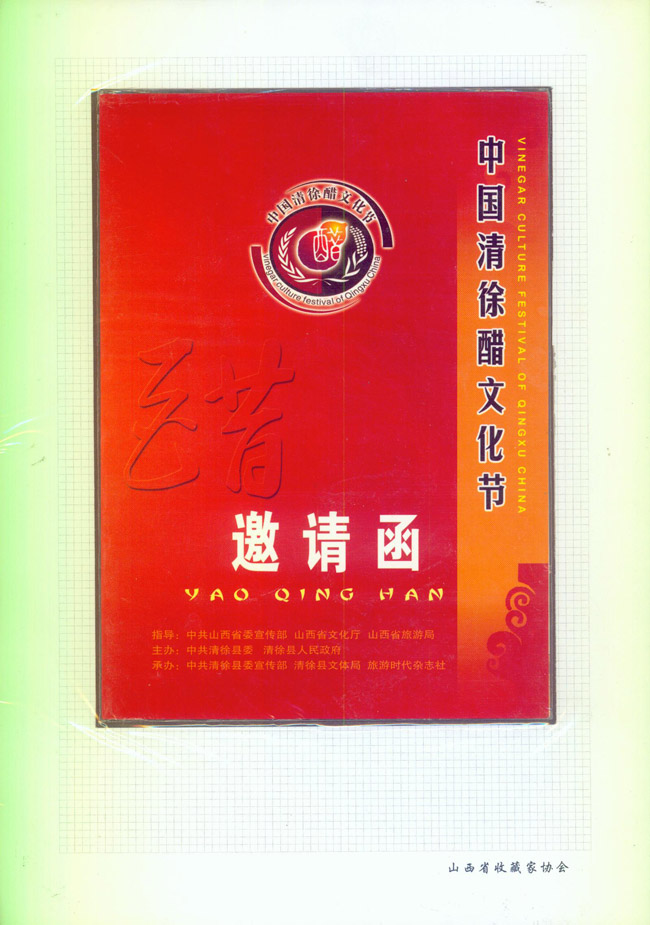 中国清徐醋文化节
VINEGAR CULTURE FESTIVAL OF QINGXU CHINA
中国清徐醋文化节
醋
vinegar culture festival of Qingxu China
醋
邀请函
YAO QING HAN
指导：中共山西省委宣传部 山西省文化厅 山西省旅游局
主办：中共清徐县委 清徐县人民政府
承办：中共清徐县委宣传部 清徐县文体局 旅游时代杂志社
山西省收藏家协会